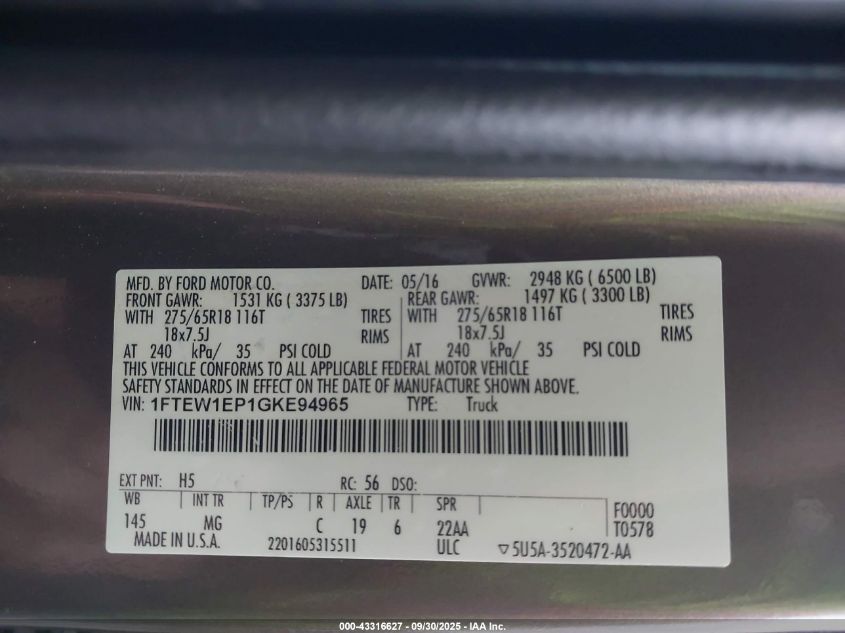 MFD. BY FORD MOTOR CO. DATE: 05/16 GVWR: 2948 KG ( 6500 LB)
FRONT GAWR: 1531 KG ( 3375 LB) REAR GAWR: 1497 KG ( 3300 LB)
WITH 275/65R18 116T TIRES WITH 275/65R18 116T TIRES
18x7.5J RIMS 18x7.5J RIMS
AT 240 kPa/ 35 PSI COLD AT 240 kPa/ 35 PSI COLD
THIS VEHICLE CONFORMS TO ALL APPLICABLE FEDERAL MOTOR VEHICLE
SAFETY STANDARDS IN EFFECT ON THE DATE OF MANUFACTURE SHOWN ABOVE.
VIN: 1FTEW1EP1GKE94965 TYPE: Truck
EXT PNT: H5 RC: 56 DSO:
WB INT TR TP/PS R AXLE TR SPR F0000
145 MG C 19 6 22AA T0578
MADE IN U.S.A. 2201605315511 ULC ▽5U5A-3520472-AA
000-43316627 - 09/30/2025 - IAA Inc.